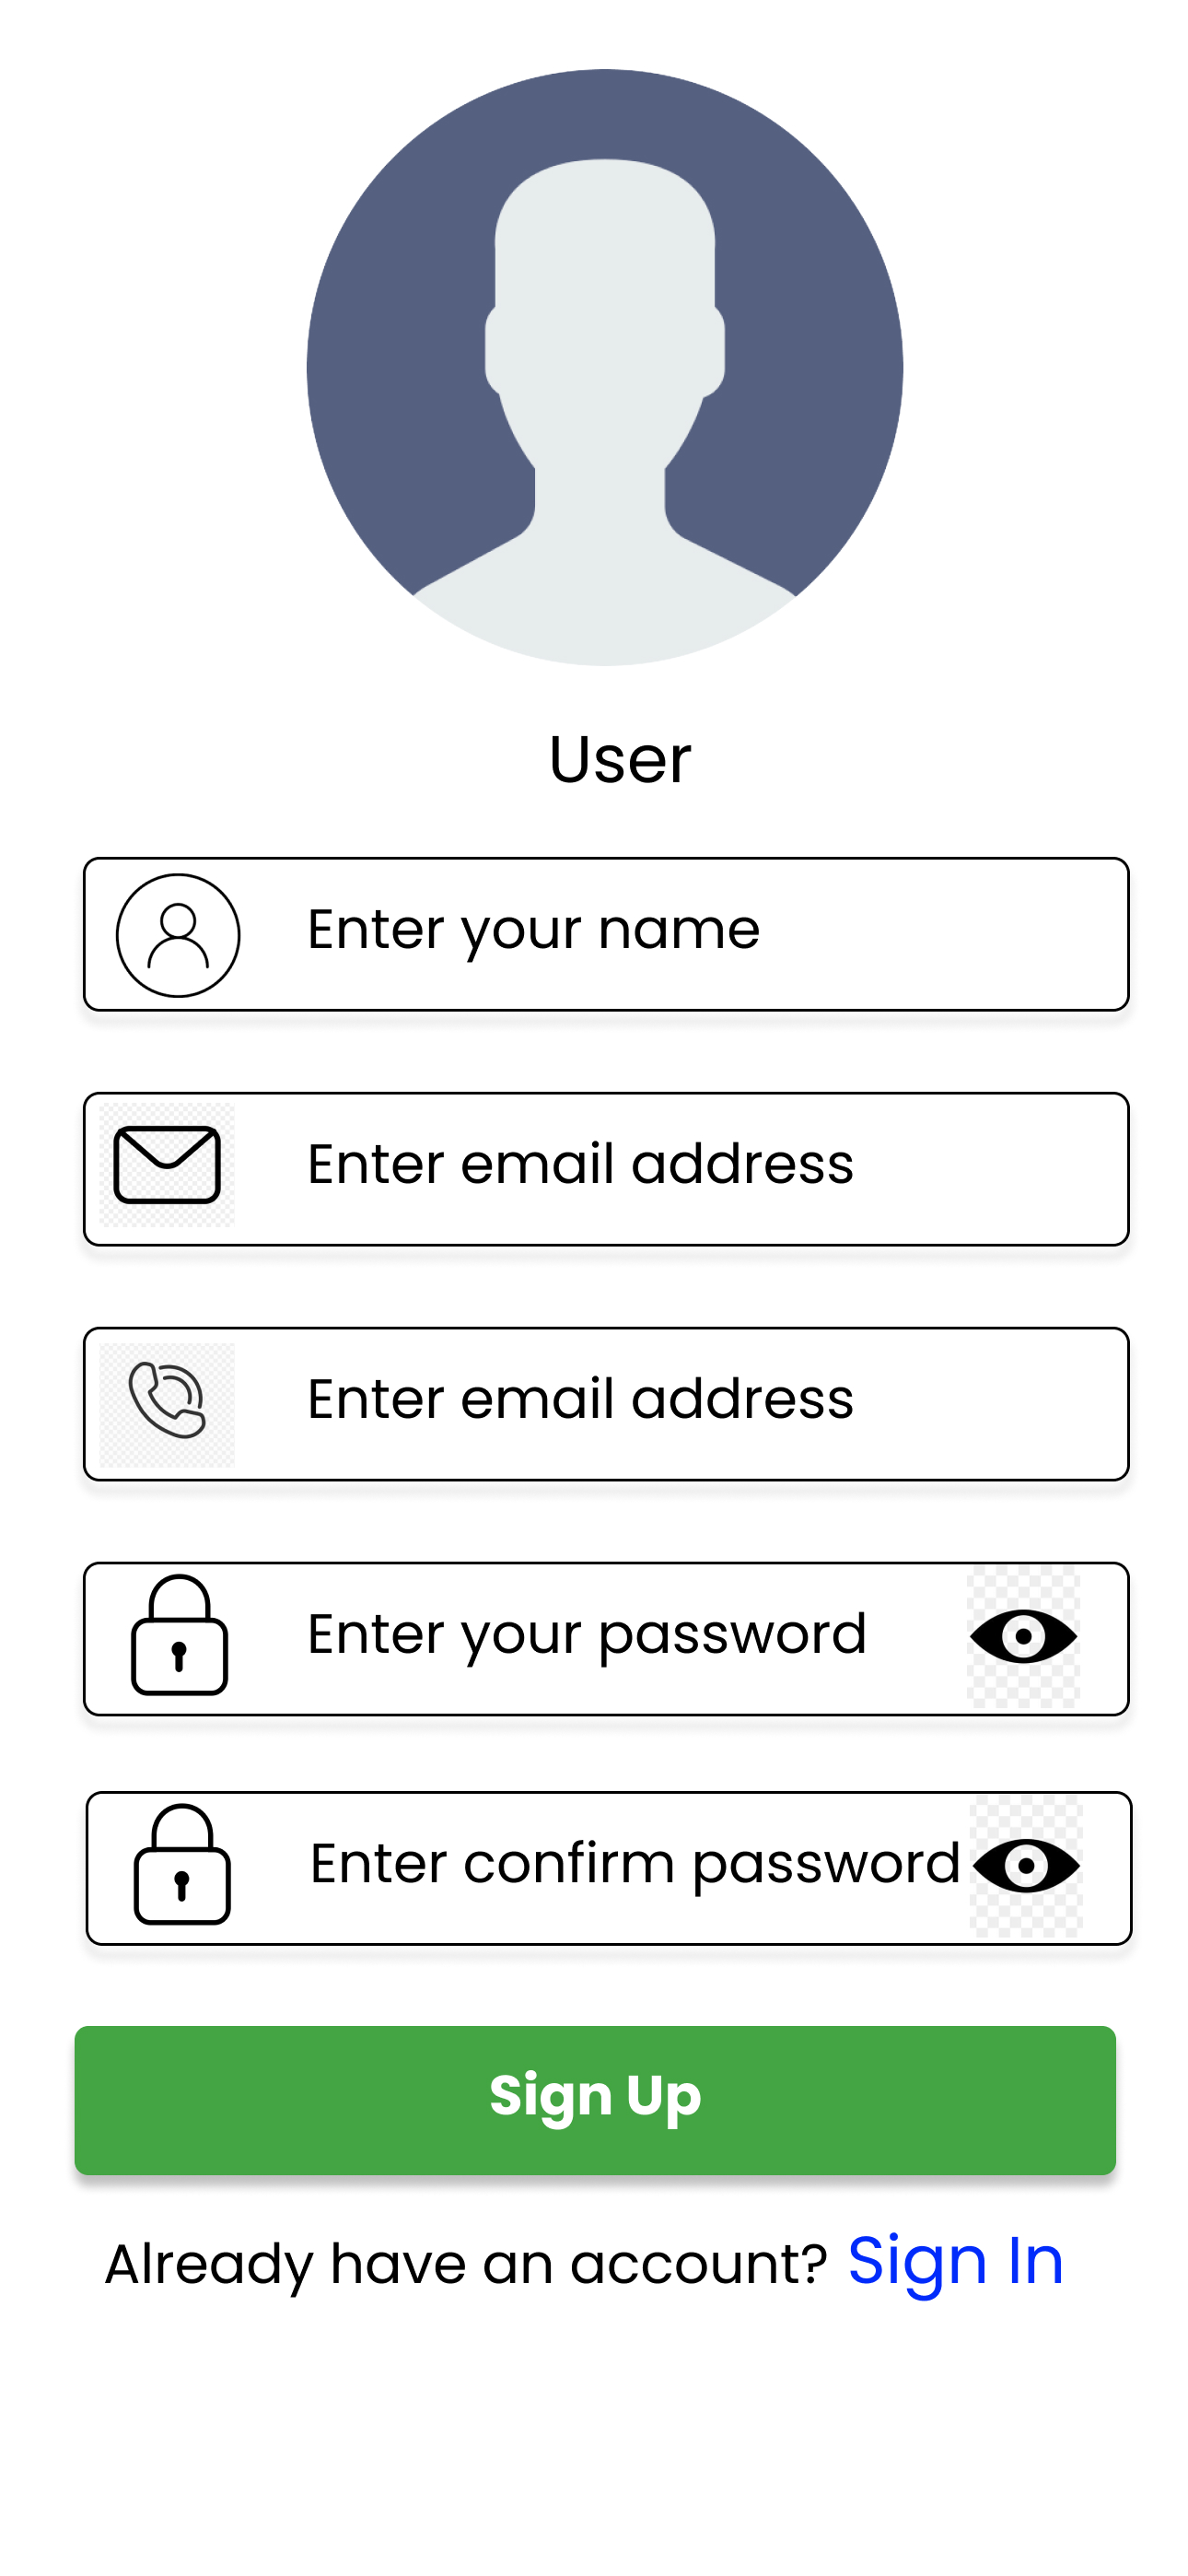 User
Enter your name
Enter email address
Enter email address
Enter your password
Enter confirm password
Sign Up
Already have an account? Sign In